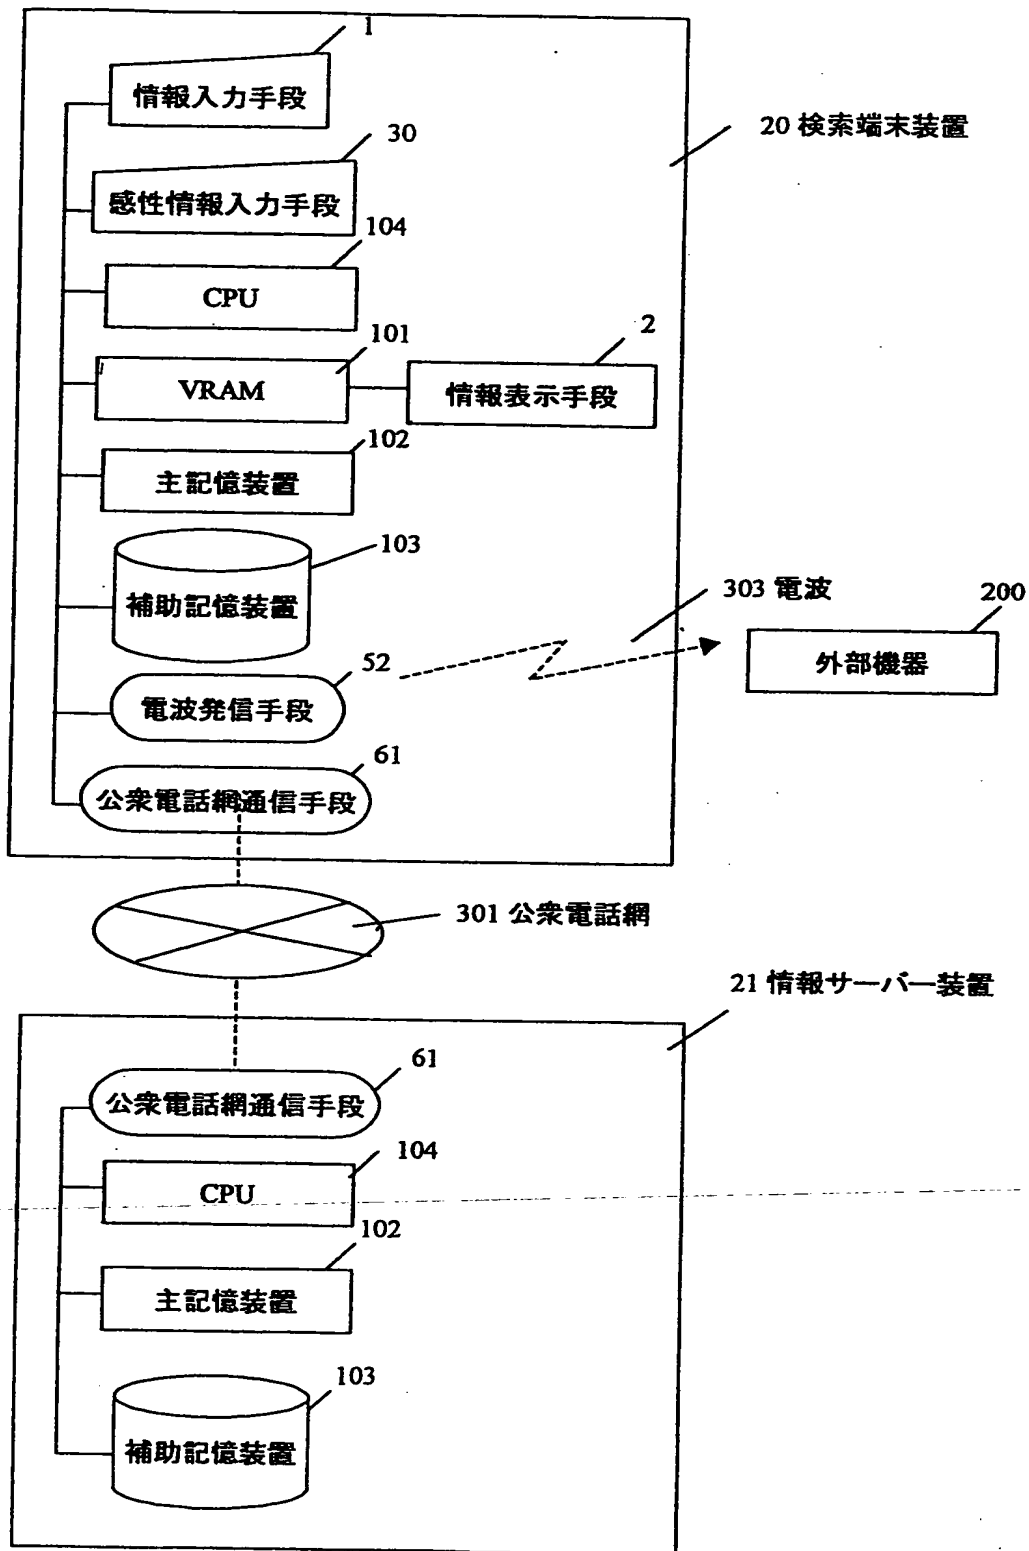 1
情報入力手段
30
20 検索端末装置
感性情報入力手段
104
CPU
101
2
VRAM
情報表示手段
102
主記憶装置
103
補助記憶装置
303 電波
200
外部機器
52
電波発信手段
61
公衆電話網通信手段
301 公衆電話網
21 情報サーバー装置
61
公衆電話網通信手段
104
CPU
102
主記憶装置
103
補助記憶装置